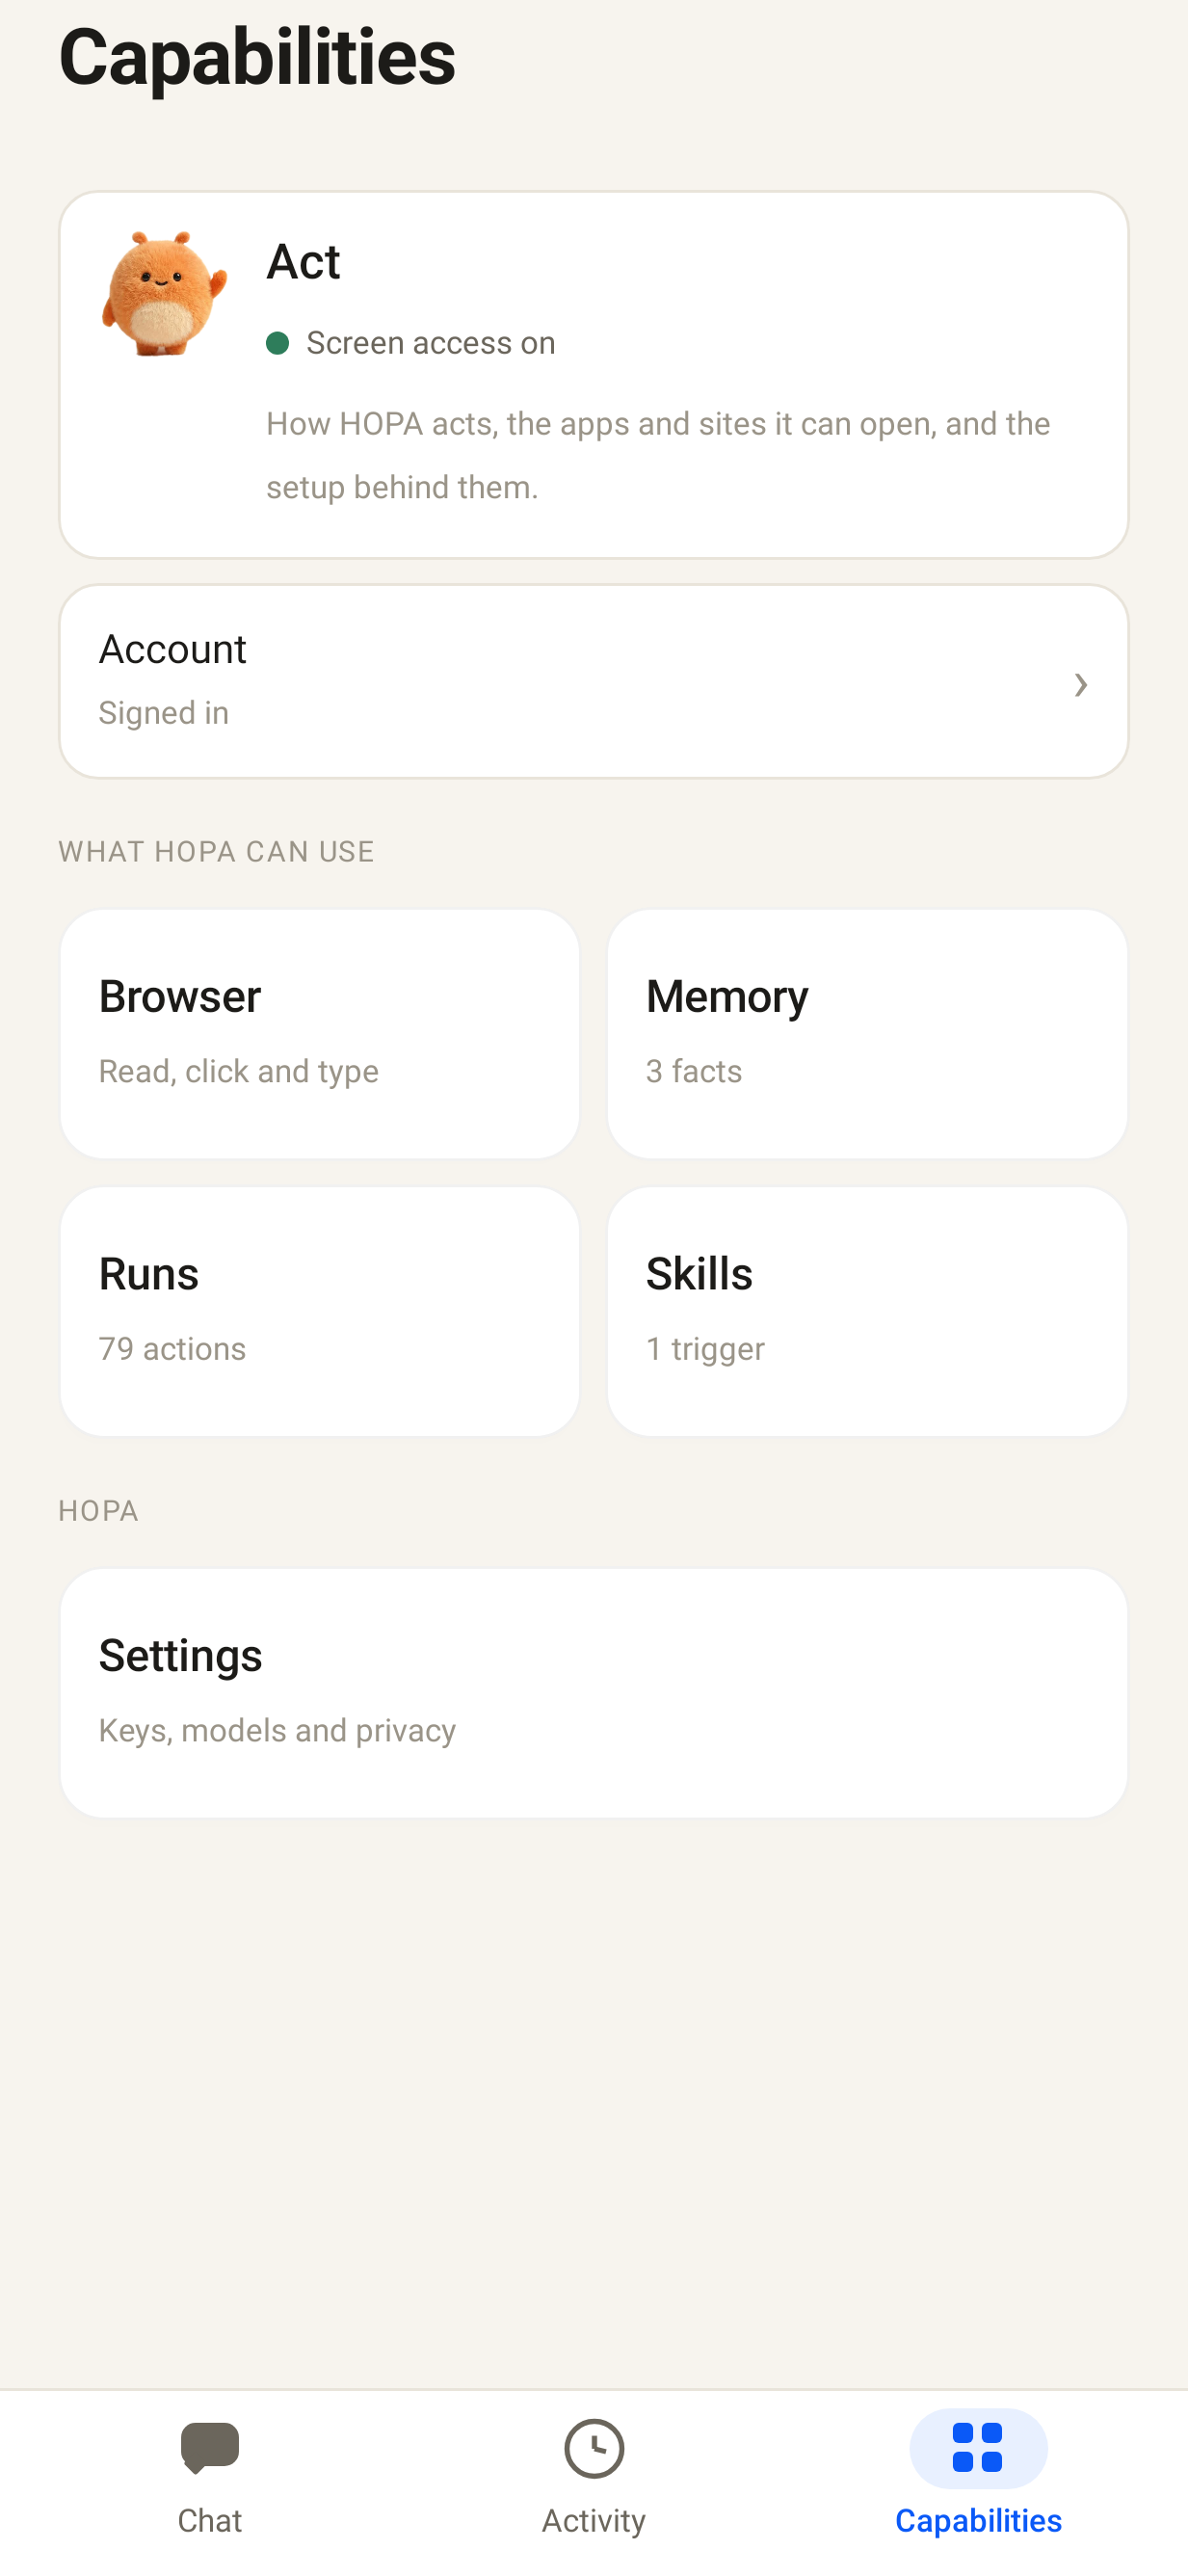 Capabilities
Act
Screen access on
How HOPA acts, the apps and sites it can open, and the
setup behind them.
Account
Signed in
WHAT HOPA CAN USE
Browser
Read, click and type
Memory
3 facts
Runs
79 actions
Skills
1 trigger
HOPA
Settings
Keys, models and privacy
Chat
Activity
Capabilities